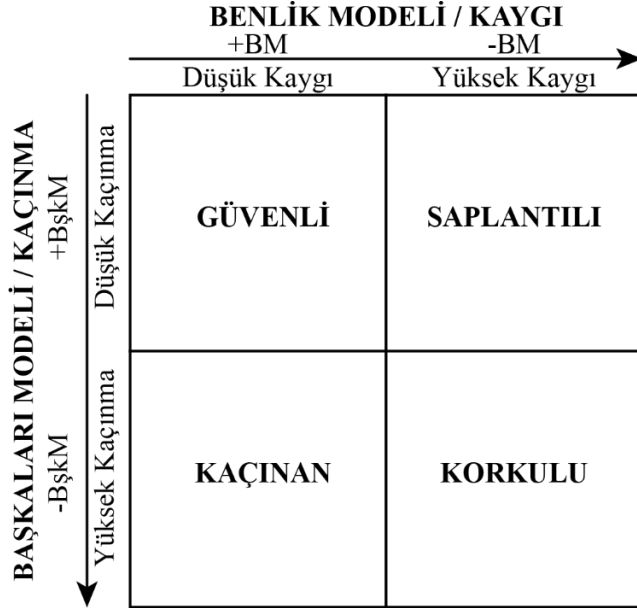 BENLİK MODELİ / KAYGI
+BM
-BM
Düşük Kaygı
Yüksek Kaygı
BAŞKALARI MODELİ / KAÇINMA
+BşkM
-BşkM
Düşük Kaçınma
Yüksek Kaçınma
GÜVENLİ
SAPLANTILI
KAÇINAN
KORKULU